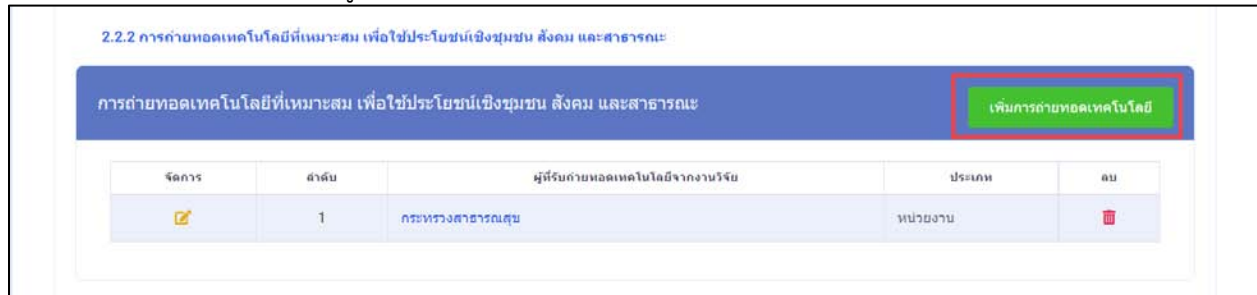 2.2.2 การถ่ายทอดเทคโนโลยีที่เหมาะสม เพื่อใช้ประโยชน์เชิงชุมชน สังคม และสาธารณะ
การถ่ายทอดเทคโนโลยีที่เหมาะสม เพื่อใช้ประโยชน์เชิงชุมชน สังคม และสาธารณะ เพิ่มการถ่ายทอดเทคโนโลยี
จัดการ ลำดับ ผู้ที่รับถ่ายทอดเทคโนโลยีจากงานวิจัย ประเภท ลบ
1 กระทรวงสาธารณสุข หน่วยงาน